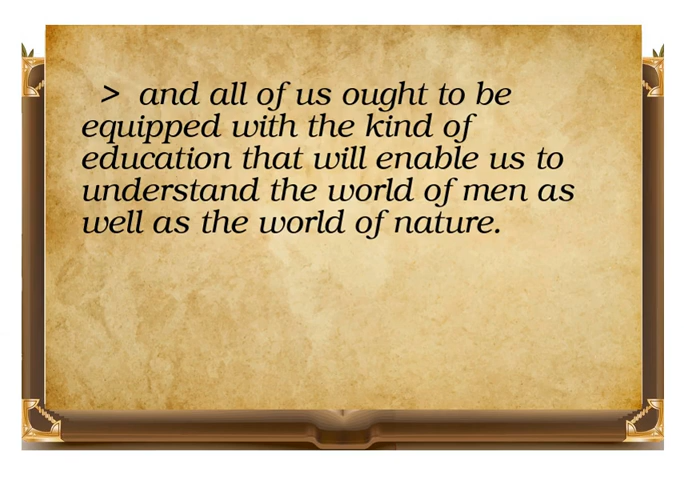 > and all of us ought to be
equipped with the kind of
education that will enable us to
understand the world of men as
well as the world of nature.